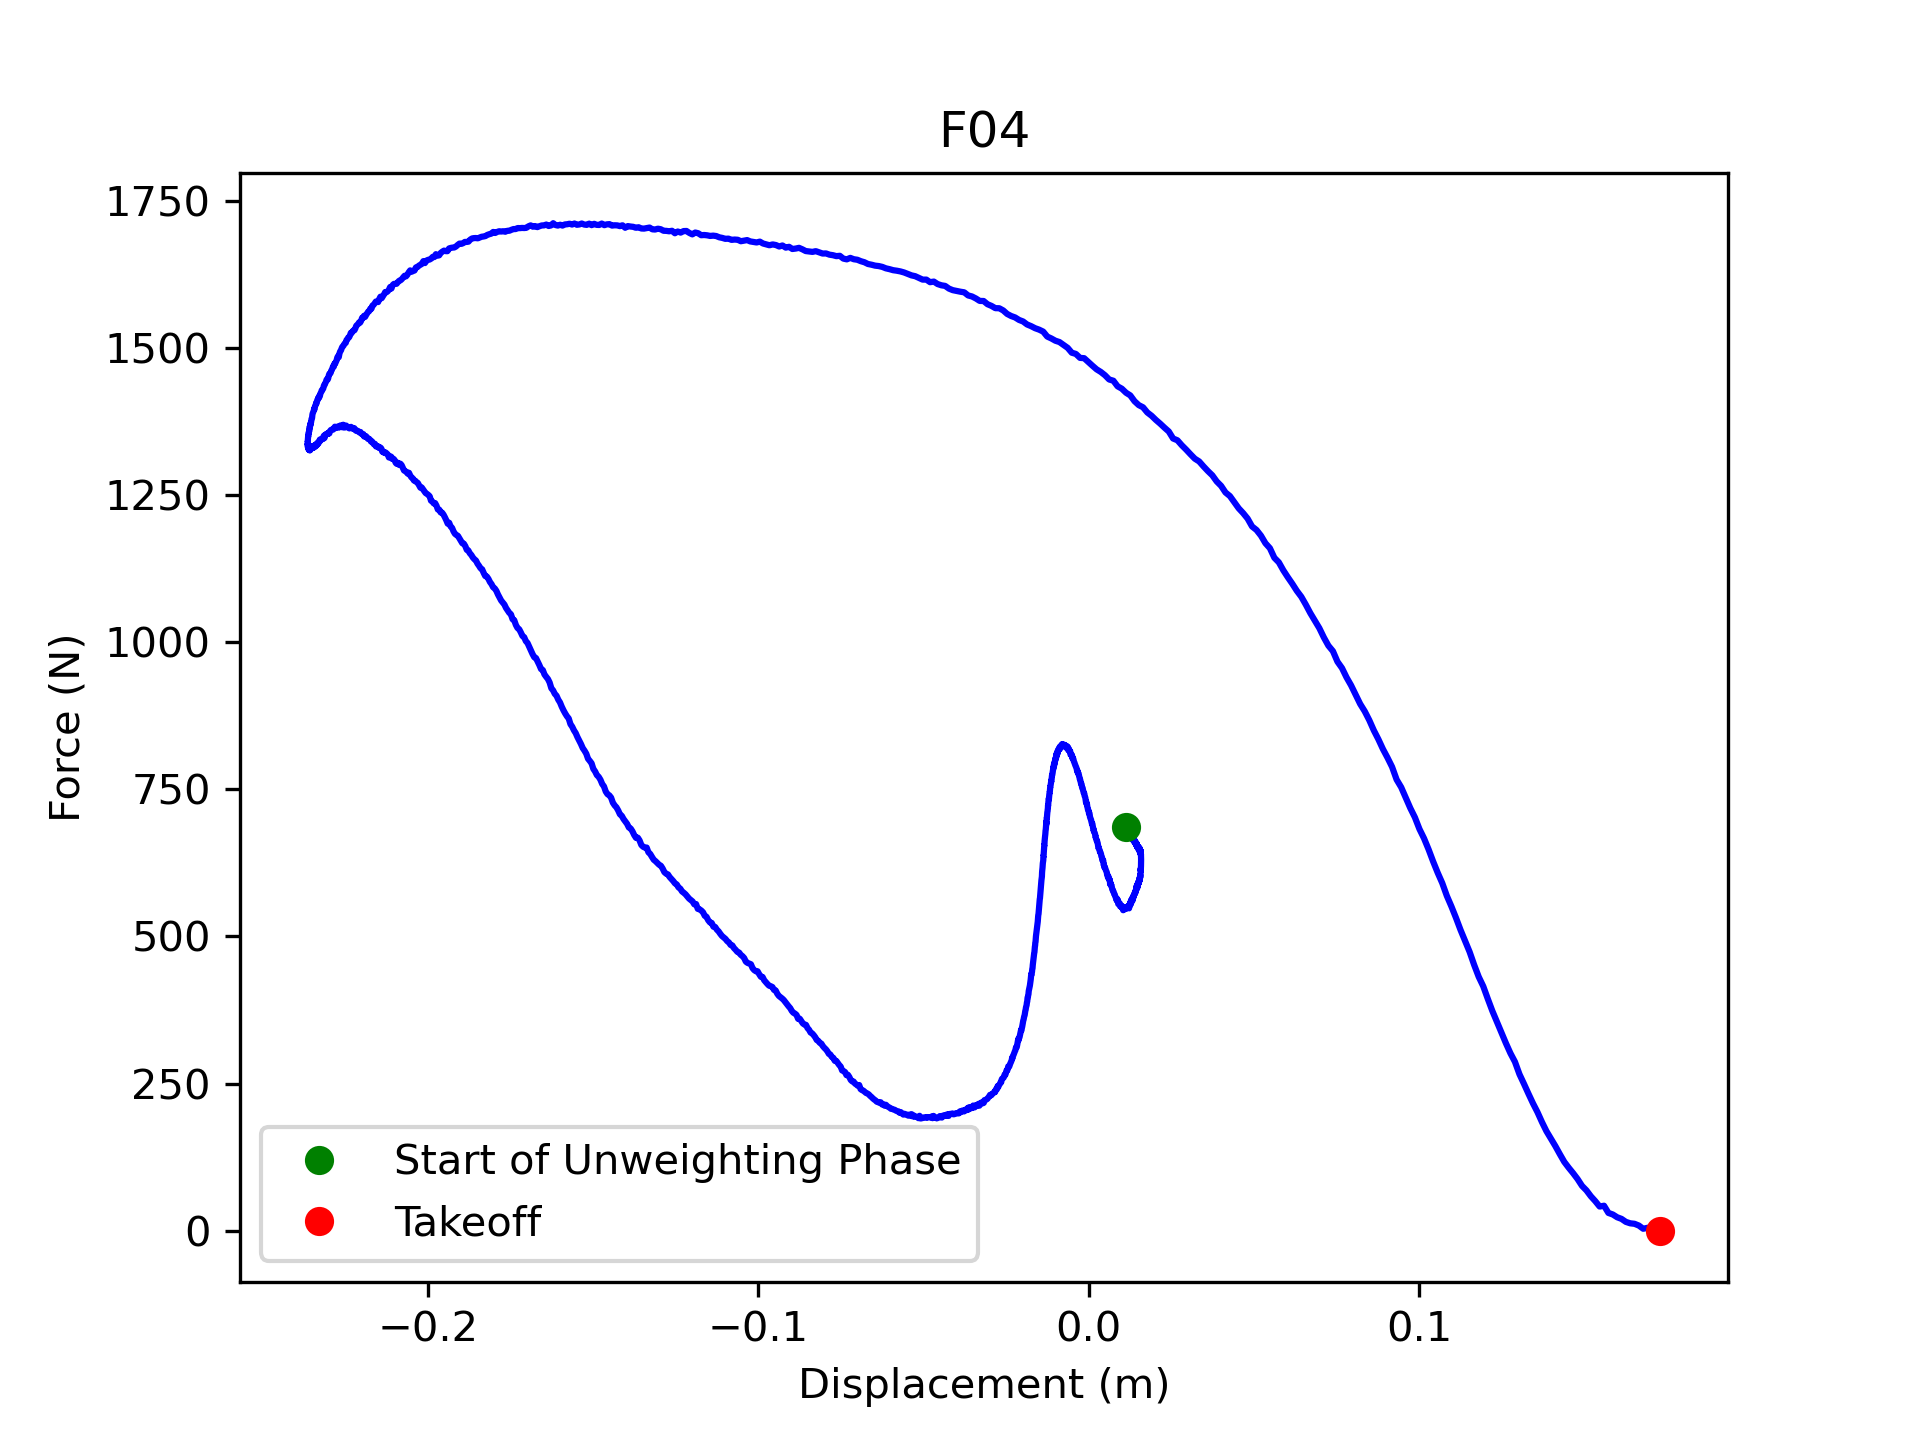 F04
1750
1500
1250
1000
750
500
250
0
Force (N)
Start of Unweighting Phase
Takeoff
−0.2
−0.1
0.0
0.1
Displacement (m)